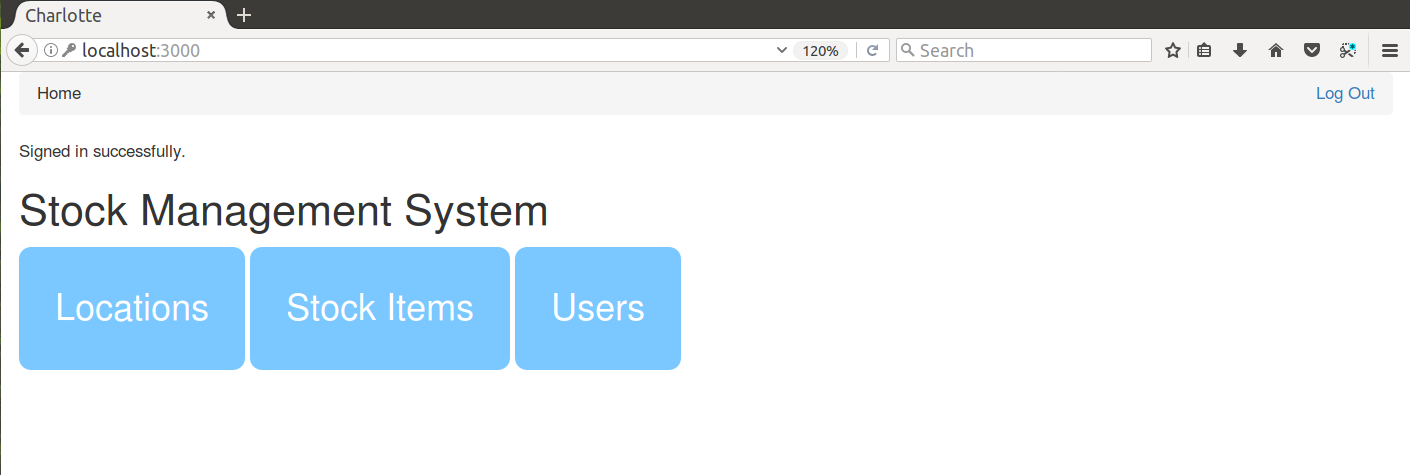 Charlotte
localhost:3000 120% Search
Home Log Out
Signed in successfully.
Stock Management System
Locations Stock Items Users